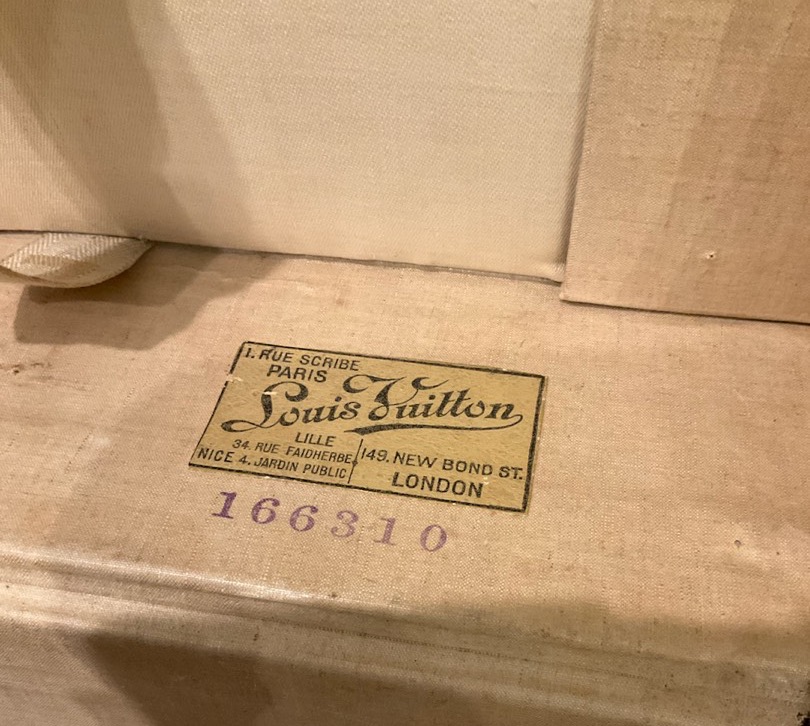 1. RUE SCRIBE
PARIS
Louis Vuitton
LILLE
34. RUE FAIDHERBE
NICE 4. JARDIN PUBLIC
149. NEW BOND ST.
LONDON
166310